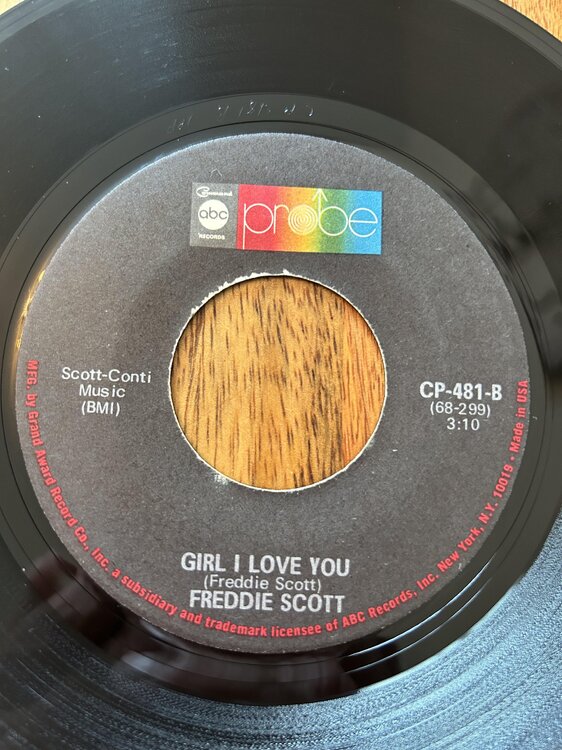 Command
abc
RECORDS
probe
Scott-Conti
Music
(BMI)
CP-481-B
(68-299)
3:10
GIRL I LOVE YOU
(Freddie Scott)
FREDDIE SCOTT
MFG. by Grand Award Record Co., Inc. a subsidiary and trademark licensee of ABC Records, Inc. New York, N.Y. 10019 • Made in USA